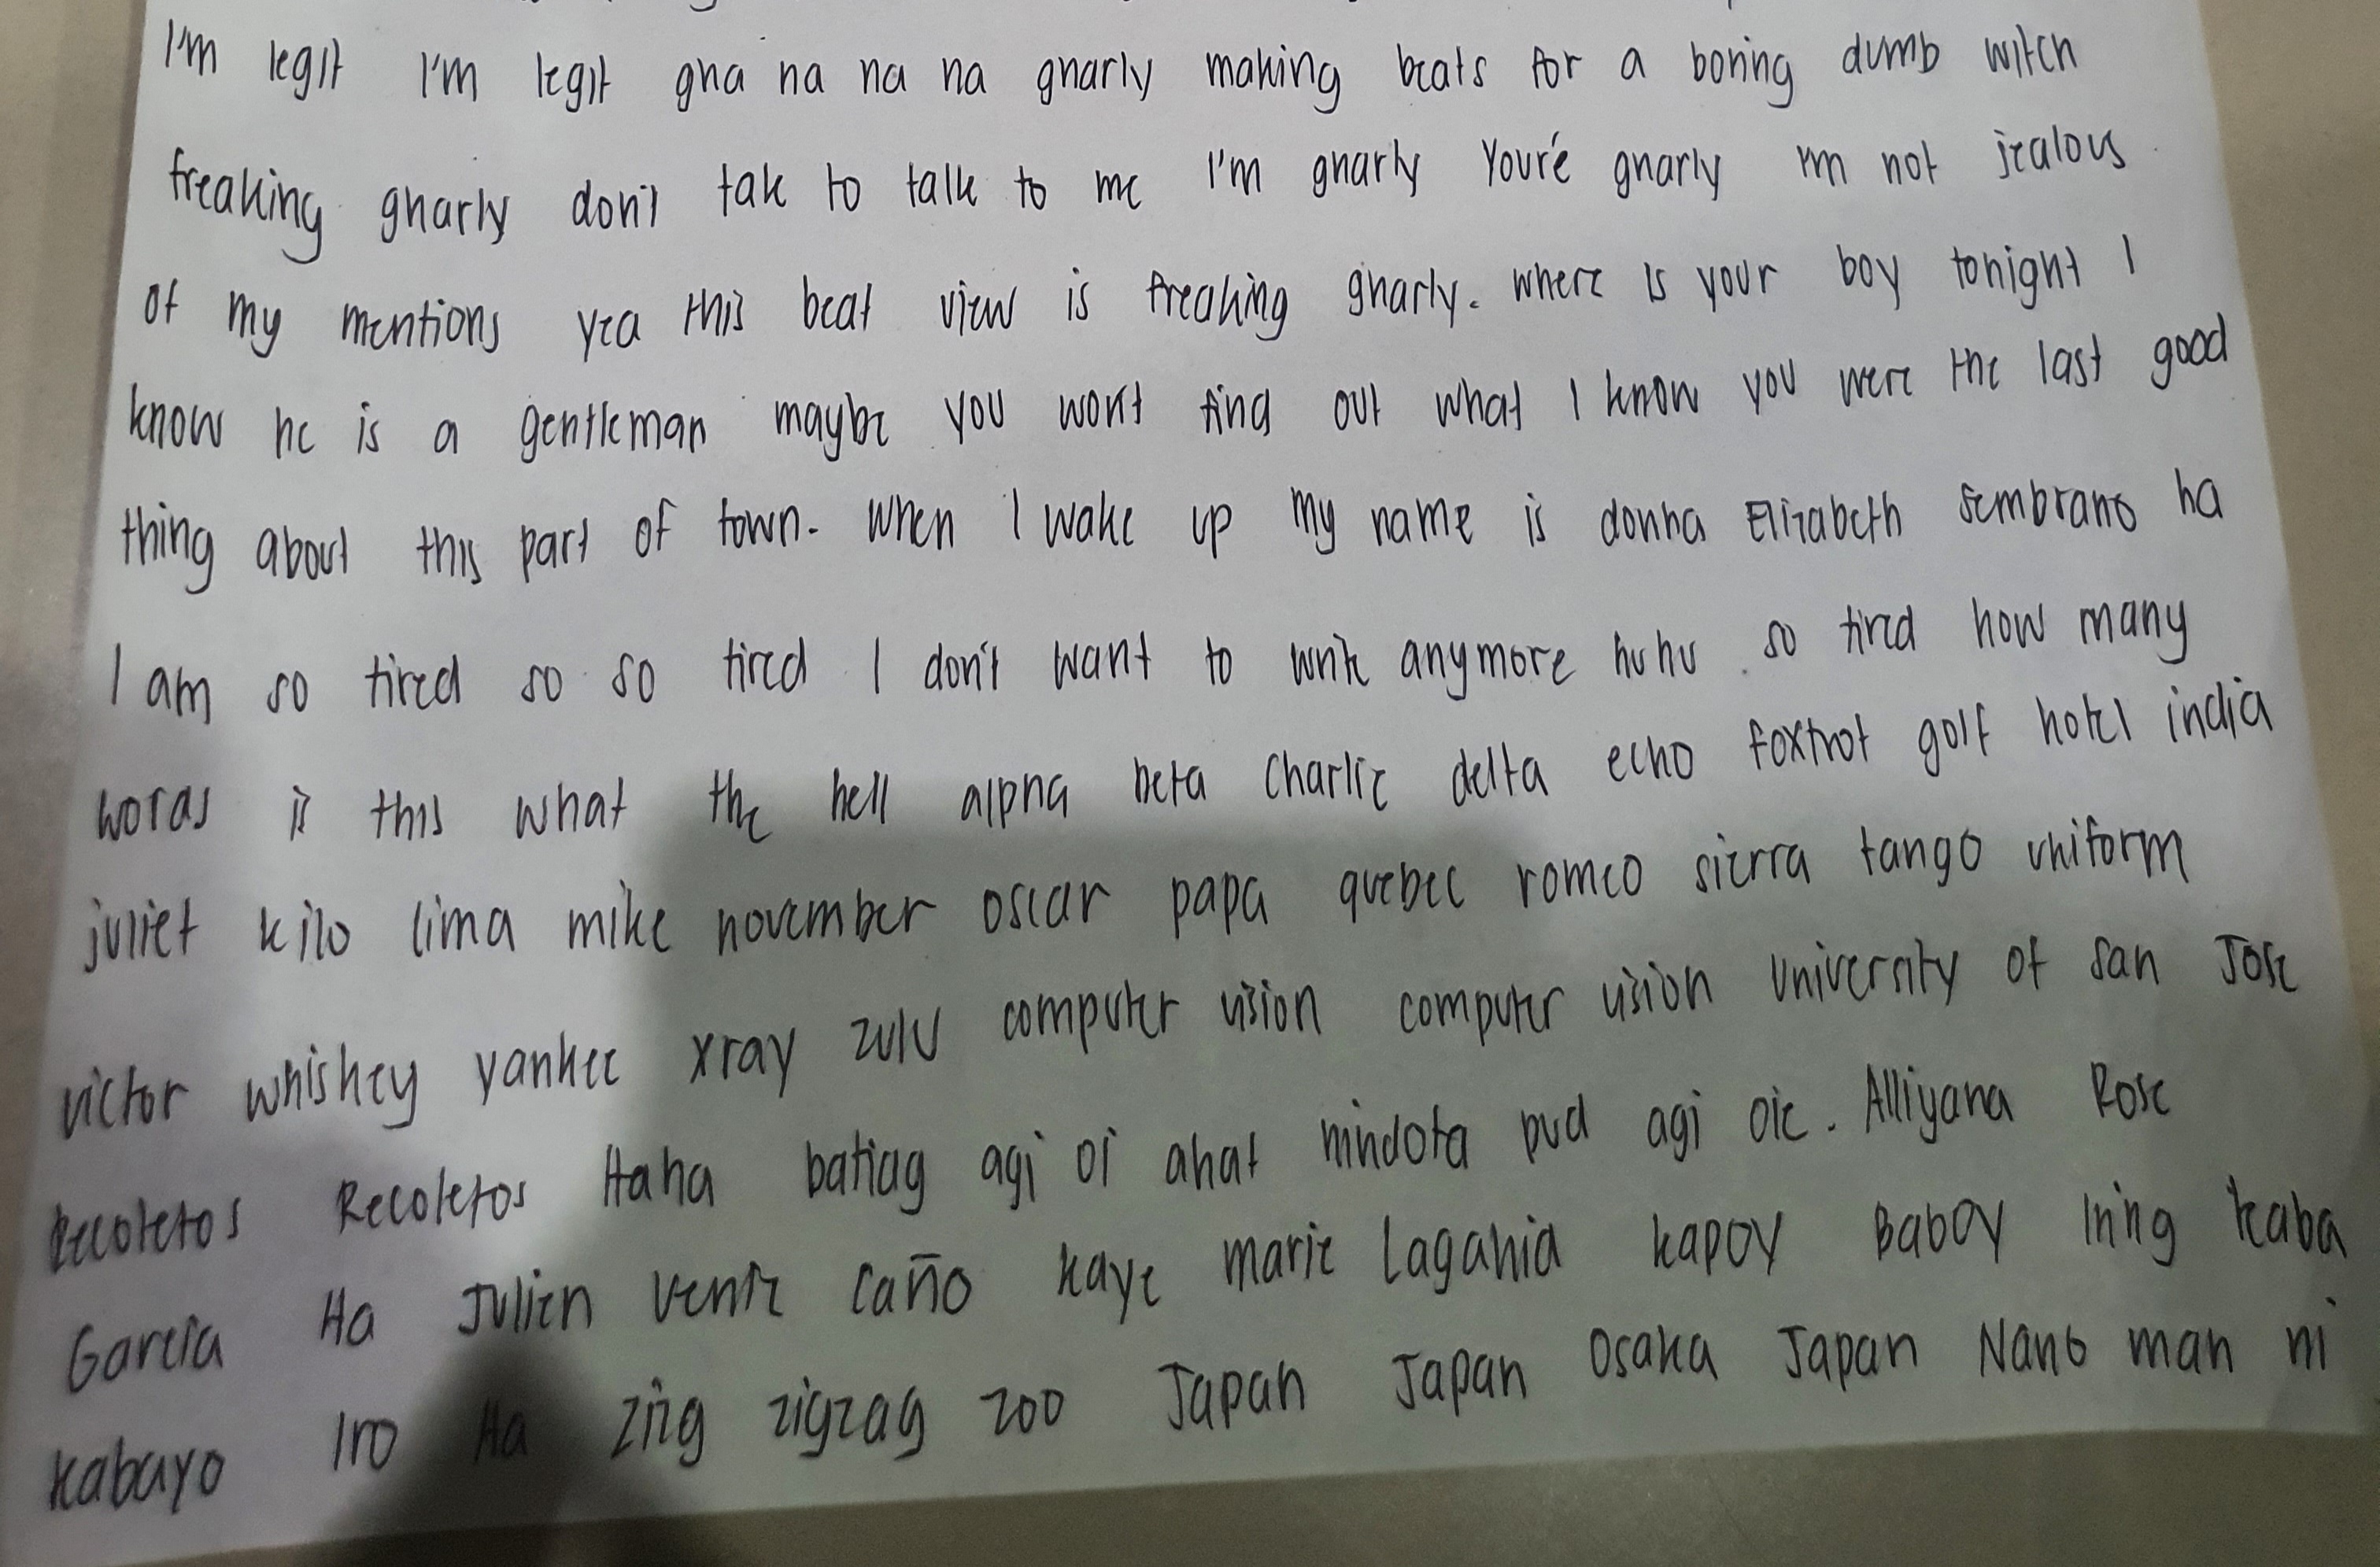 I'm legit I'm legit gna na na na gnarly making beats for a boring dumb witch
freaking gnarly don't tak to talk to me I'm gnarly You're gnarly I'm not jealous
of my mentions yea this beat view is freaking gnarly. where is your boy tonight I
know he is a gentleman maybe you won't find out what I know you were the last good
thing about this part of town. When I wake up my name is donna Elizabeth Sembrano ha
I am so tired so so tired I don't want to write anymore huhu so tired how many
words is this what the hell alpha beta Charlie delta echo foxtrot golf hotel india
juliet kilo lima mike november oscar papa quebec romeo sierra tango uniform
victor whiskey yankee xray zulu computer vision computer vision University of San Jose
Recoletos Recoletos Haha batiag agi oi ahat nindota pud agi oie. Alliyana Rose
Garcia Ha Julien Vente Caño Kaye Marie Lagahid kapoy Baboy Ining kaba
Kabayo Iro Ha Zing zigzag zoo Japan Japan Osaka Japan Nano man ni